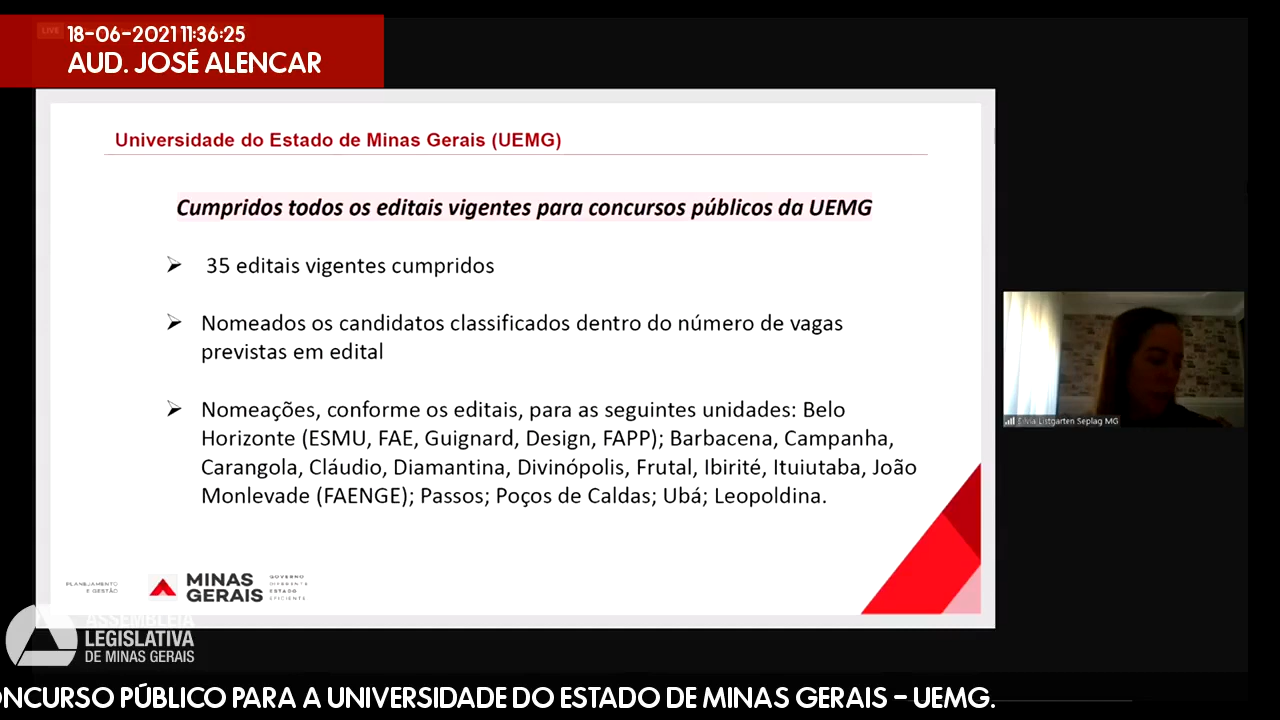 LIVE
18-06-2021 11:36:25
AUD. JOSÉ ALENCAR
Universidade do Estado de Minas Gerais (UEMG)
Cumpridos todos os editais vigentes para concursos públicos da UEMG
➢ 35 editais vigentes cumpridos
➢ Nomeados os candidatos classificados dentro do número de vagas
previstas em edital
➢ Nomeações, conforme os editais, para as seguintes unidades: Belo
Horizonte (ESMU, FAE, Guignard, Design, FAPP); Barbacena, Campanha,
Carangola, Cláudio, Diamantina, Divinópolis, Frutal, Ibirité, Ituiutaba, João
Monlevade (FAENGE); Passos; Poços de Caldas; Ubá; Leopoldina.
Silvia Listgarten Seplag MG
PLANEJAMENTO
E GESTÃO
MINAS
GERAIS
GOVERNO
DIFERENTE
ESTADO
EFICIENTE
ASSEMBLEIA
LEGISLATIVA
DE MINAS GERAIS
ONCURSO PÚBLICO PARA A UNIVERSIDADE DO ESTADO DE MINAS GERAIS – UEMG.